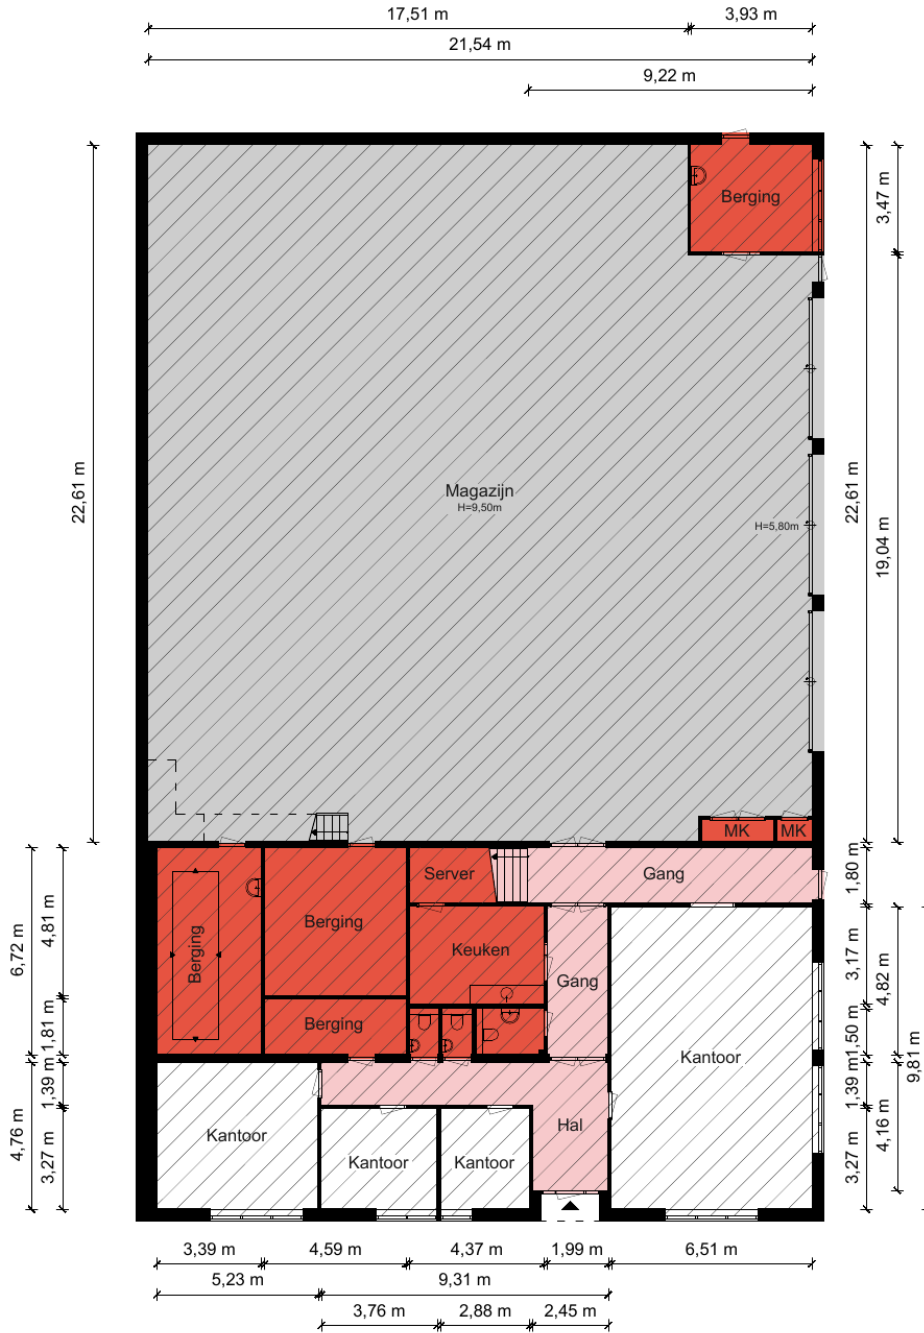 17,51 m
3,93 m
21,54 m
9,22 m
Berging
3,47 m
22,61 m
Magazijn
H=9,50m
H=5,80m
22,61 m
19,04 m
MK
MK
Server
Gang
1,80 m
6,72 m
4,81 m
Berging
Berging
Keuken
Gang
3,17 m
4,82 m
1,81 m
Berging
1,50 m
Kantoor
9,81 m
4,76 m
1,39 m
3,27 m
Kantoor
Kantoor
Kantoor
Hal
1,39 m
4,16 m
3,27 m
3,39 m
4,59 m
4,37 m
1,99 m
6,51 m
5,23 m
9,31 m
3,76 m
2,88 m
2,45 m